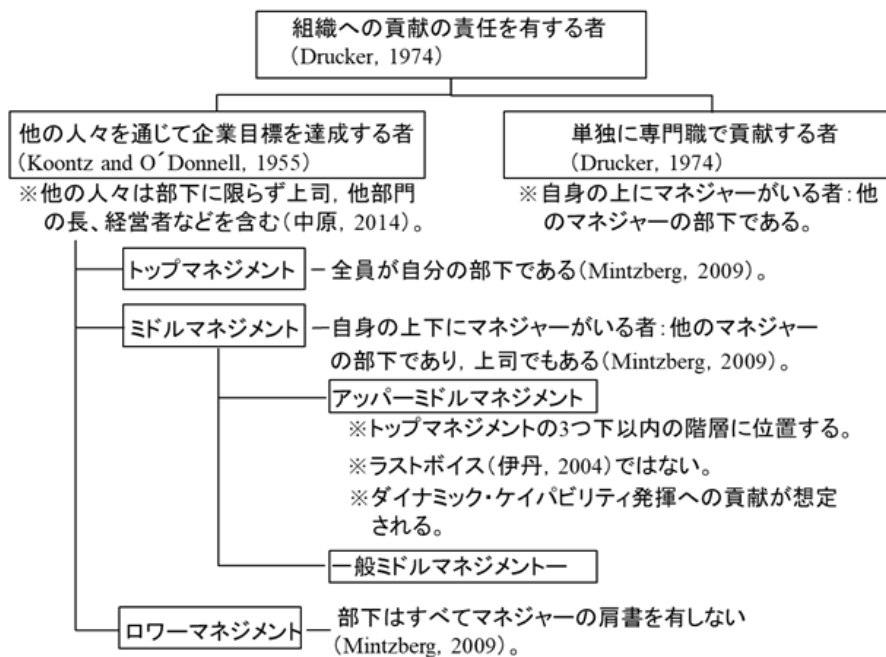 組織への貢献の責任を有する者
(Drucker, 1974)
他の人々を通じて企業目標を達成する者
(Koontz and O´Donnell, 1955)
単独に専門職で貢献する者
(Drucker, 1974)
※他の人々は部下に限らず上司, 他部門
の長、経営者などを含む(中原, 2014)。
※自身の上にマネジャーがいる者:他
のマネジャーの部下である。
トップマネジメント
全員が自分の部下である(Mintzberg, 2009)。
ミドルマネジメント
自身の上下にマネジャーがいる者:他のマネジャー
の部下であり, 上司でもある(Mintzberg, 2009)。
アッパーミドルマネジメント
※トップマネジメントの3つ下以内の階層に位置する。
※ラストボイス(伊丹, 2004)ではない。
※ダイナミック・ケイパビリティ発揮への貢献が想定
される。
一般ミドルマネジメントー
ロワーマネジメント
部下はすべてマネジャーの肩書を有しない
(Mintzberg, 2009)。